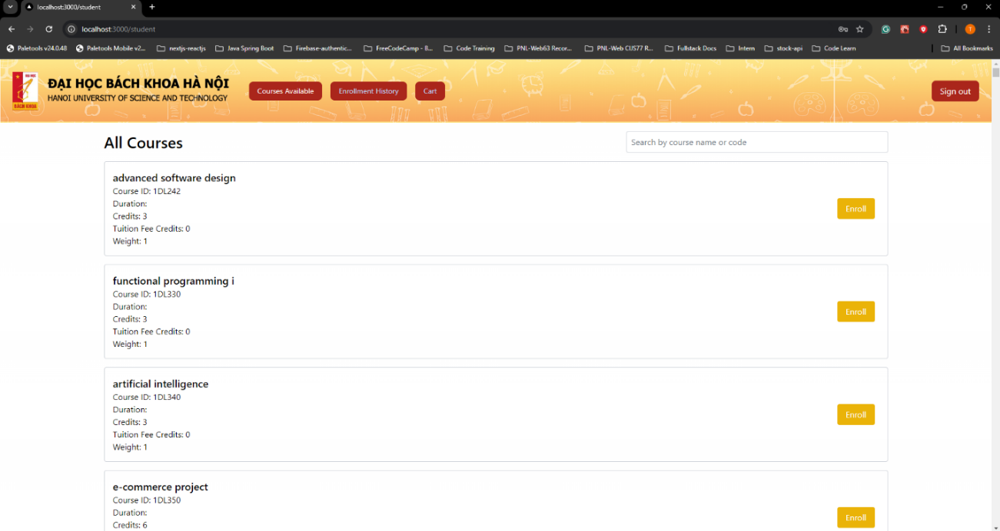 localhost:3000/student
localhost:3000/student
Paletools v24.0.48
Paletools Mobile v2...
nextjs-reactjs
Java Spring Boot
Firebase-authentic...
FreeCodeCamp - B...
Code Training
PNL-Web63 Recor...
PNL-Web CUS77 R...
Fullstack Docs
Intern
stock-api
Code Learn
All Bookmarks
ĐẠI HỌC BÁCH KHOA HÀ NỘI
HANOI UNIVERSITY OF SCIENCE AND TECHNOLOGY
BÁCH KHOA
Courses Available
Enrollment History
Cart
Sign out
All Courses
Search by course name or code
advanced software design
Course ID: 1DL242
Duration:
Credits: 3
Tuition Fee Credits: 0
Weight: 1
Enroll
functional programming i
Course ID: 1DL330
Duration:
Credits: 3
Tuition Fee Credits: 0
Weight: 1
Enroll
artificial intelligence
Course ID: 1DL340
Duration:
Credits: 3
Tuition Fee Credits: 0
Weight: 1
Enroll
e-commerce project
Course ID: 1DL350
Duration:
Credits: 6
Enroll